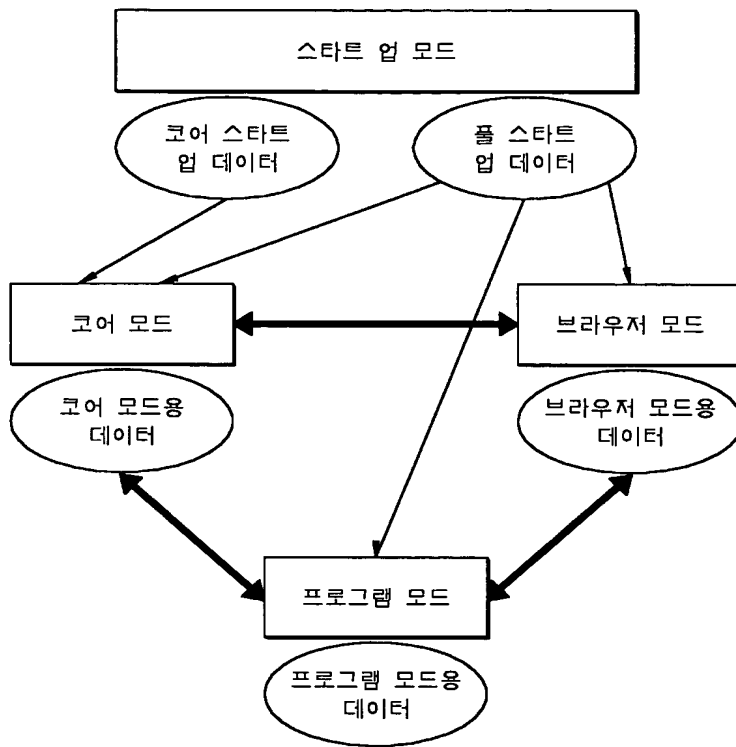 스타트 업 모드
코어 스타트
업 데이터
풀 스타트
업 데이터
코어 모드
브라우저 모드
코어 모드용
데이터
브라우저 모드용
데이터
프로그램 모드
프로그램 모드용
데이터